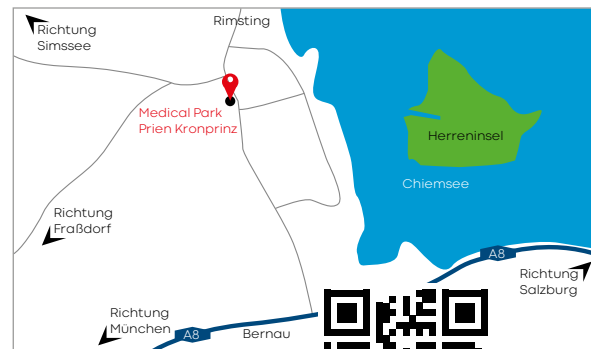 Rimsting
Richtung
Simssee
Medical Park
Prien Kronprinz
Herreninsel
Chiemsee
Richtung
Fraßdorf
A8
Richtung
Salzburg
Richtung
München
A8
Bernau